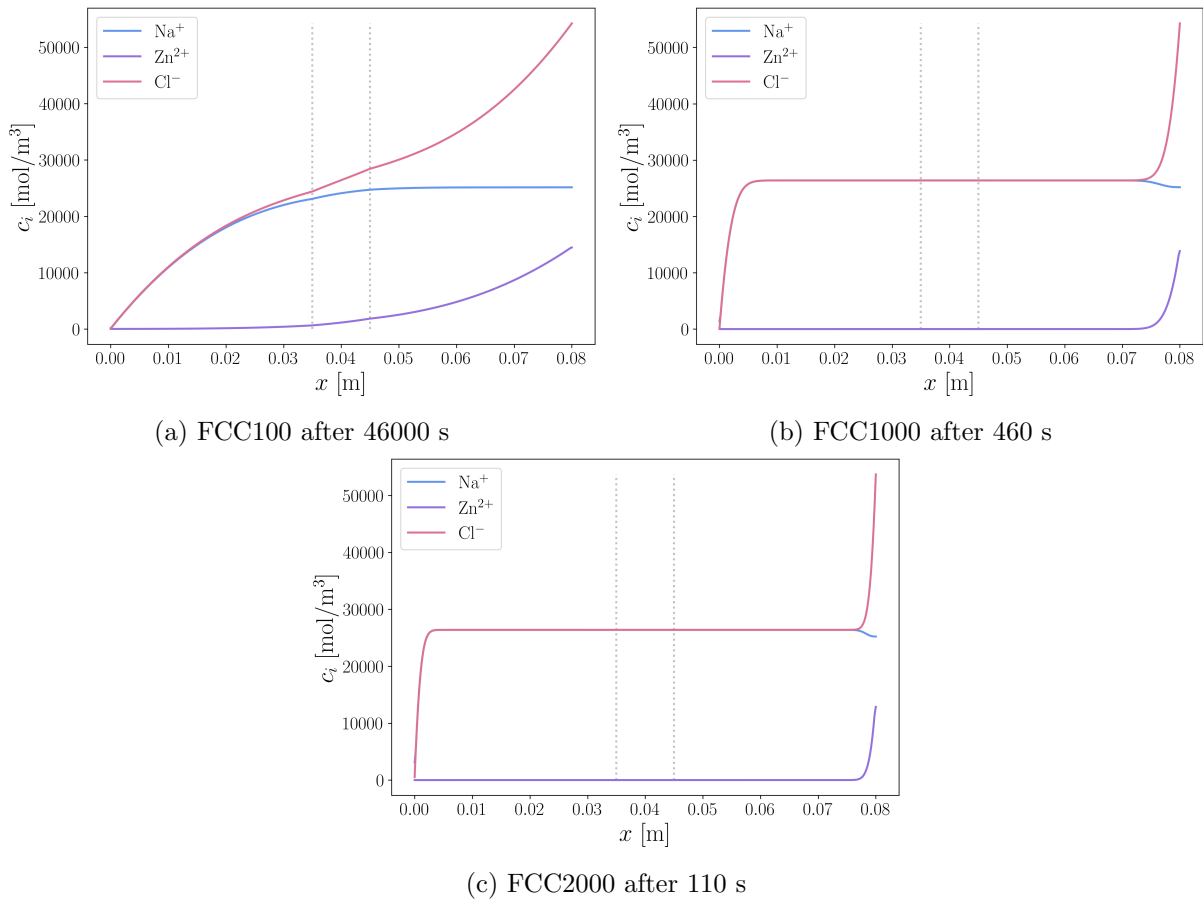 50000
40000
30000
20000
10000
0
c_i [mol/m³]
Na⁺
Zn²⁺
Cl⁻
0.00 0.01 0.02 0.03 0.04 0.05 0.06 0.07 0.08
x [m]
(a) FCC100 after 46000 s
50000
40000
30000
20000
10000
0
c_i [mol/m³]
Na⁺
Zn²⁺
Cl⁻
0.00 0.01 0.02 0.03 0.04 0.05 0.06 0.07 0.08
x [m]
(b) FCC1000 after 460 s
50000
40000
30000
20000
10000
0
c_i [mol/m³]
Na⁺
Zn²⁺
Cl⁻
0.00 0.01 0.02 0.03 0.04 0.05 0.06 0.07 0.08
x [m]
(c) FCC2000 after 110 s